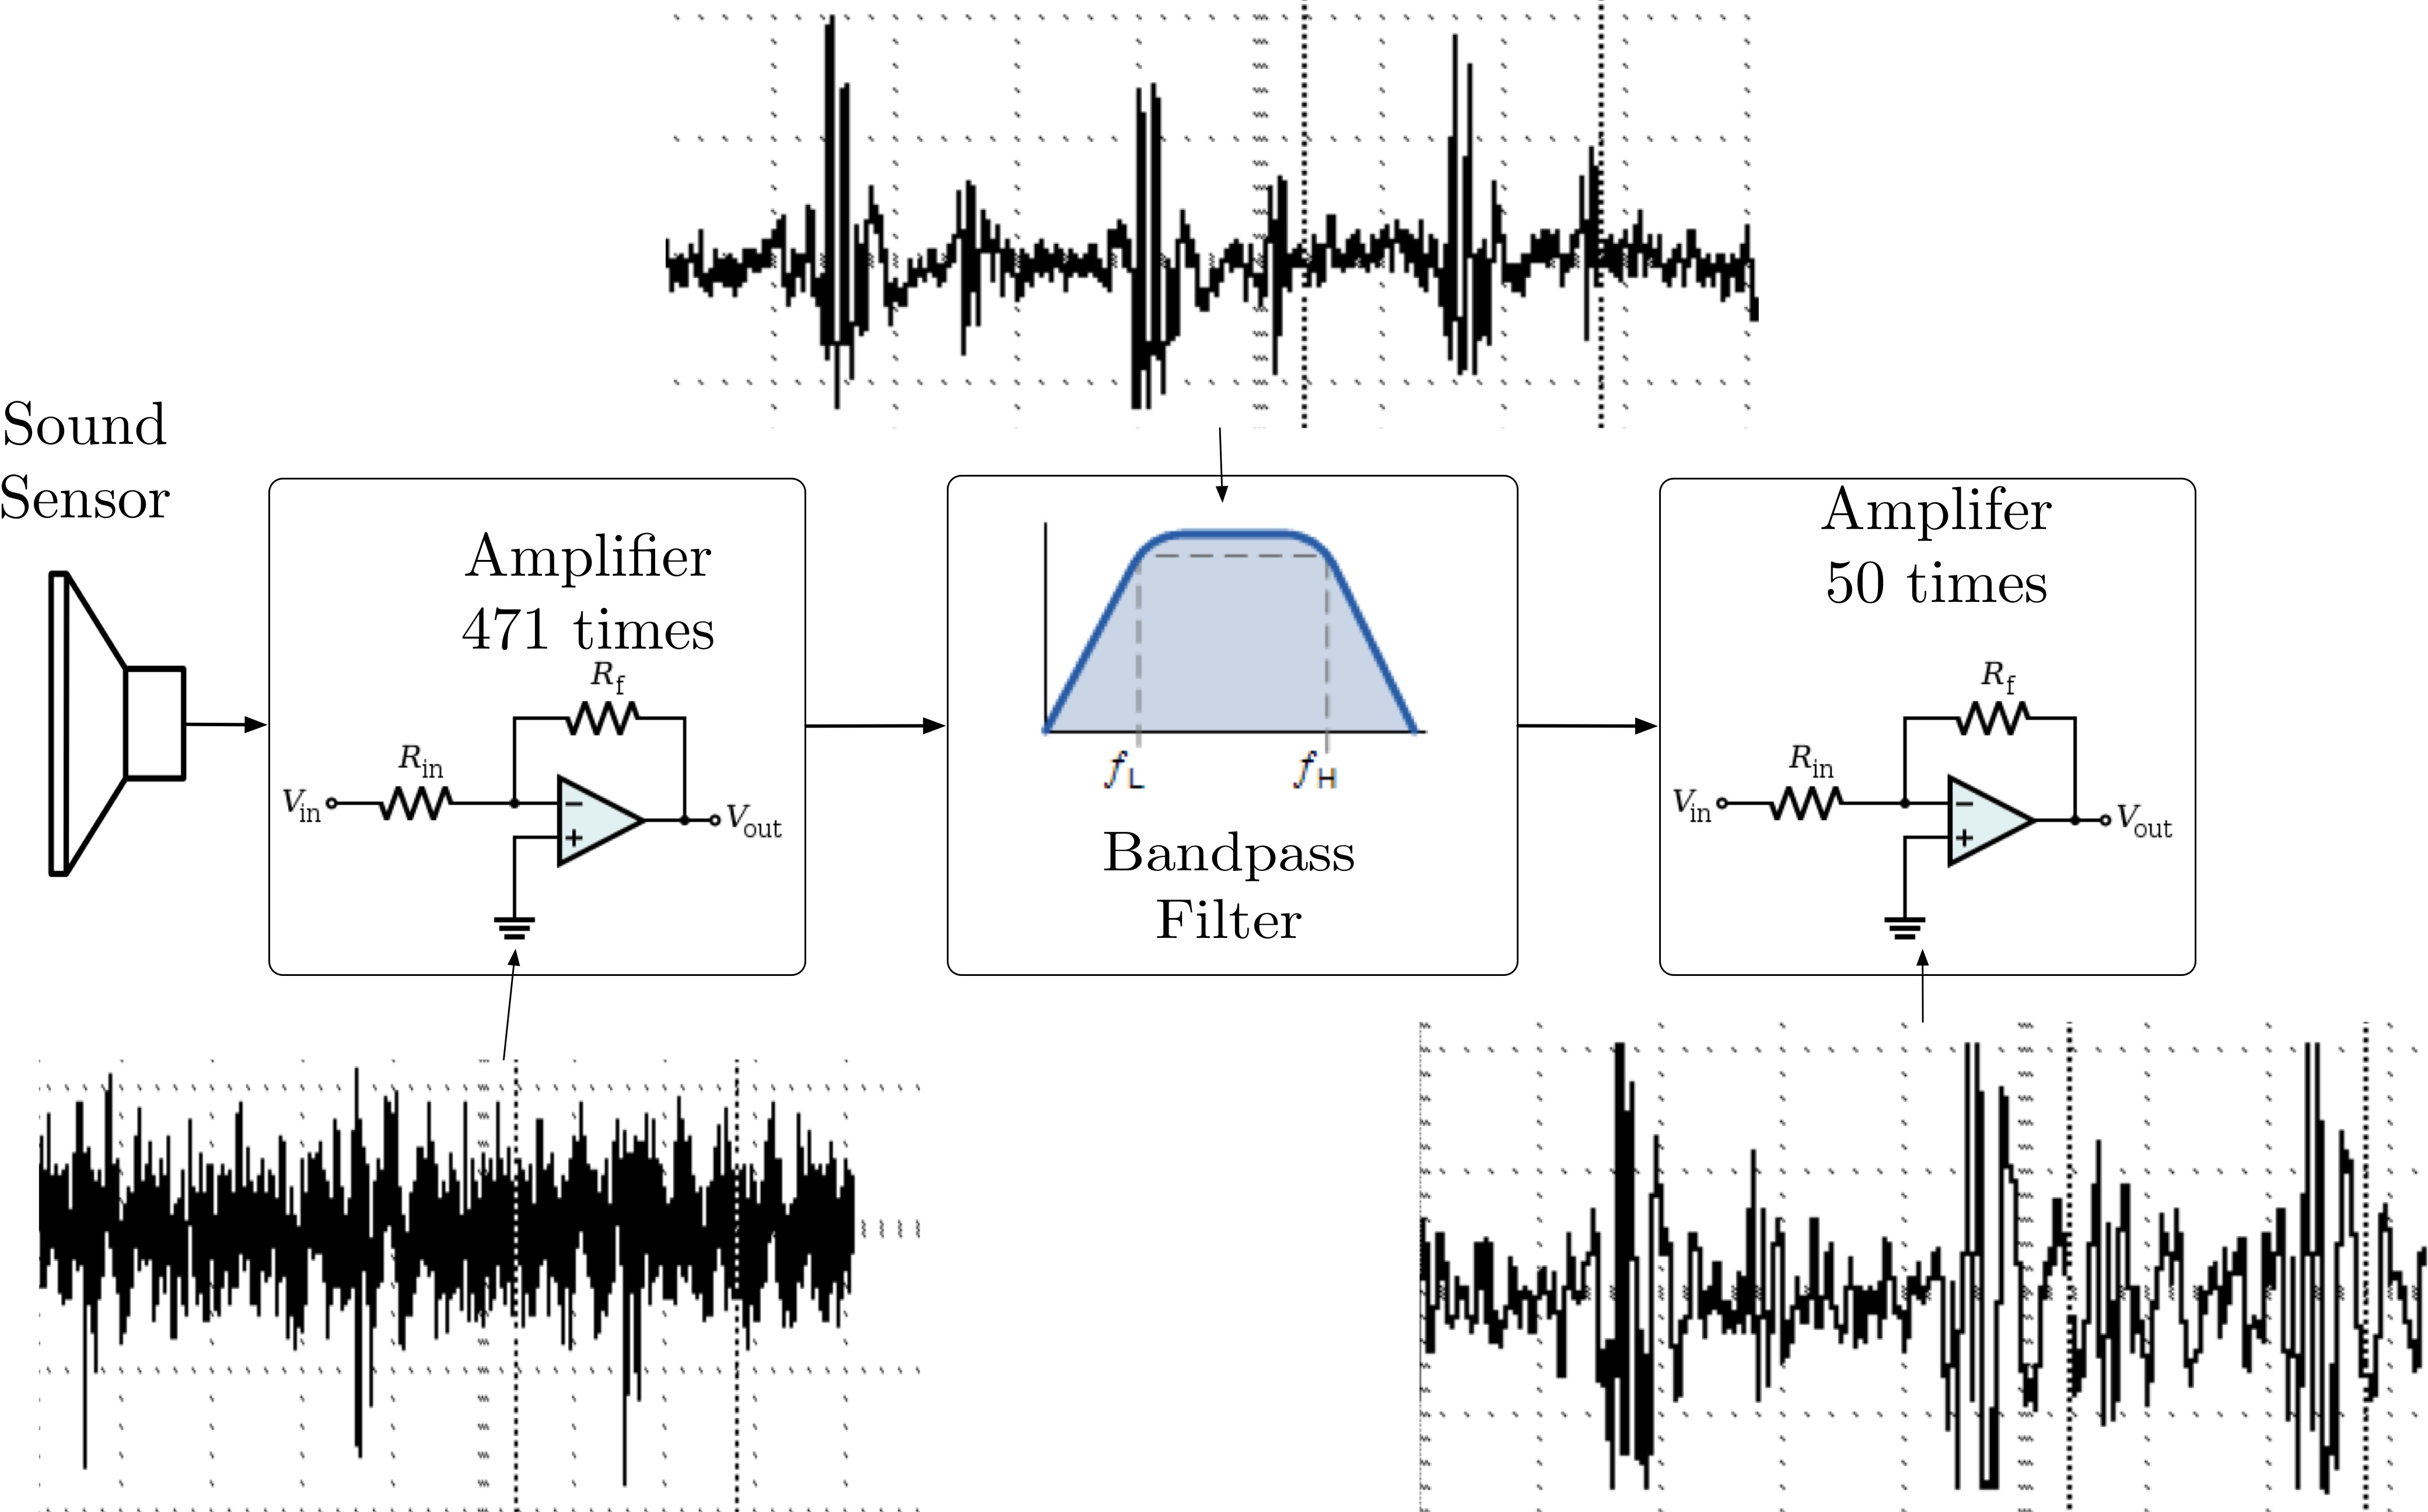 Sound
Sensor
Amplifier
471 times
Rf
Rin
Vin
Vout
fL
fH
Bandpass
Filter
Amplifer
50 times
Rf
Rin
Vin
Vout